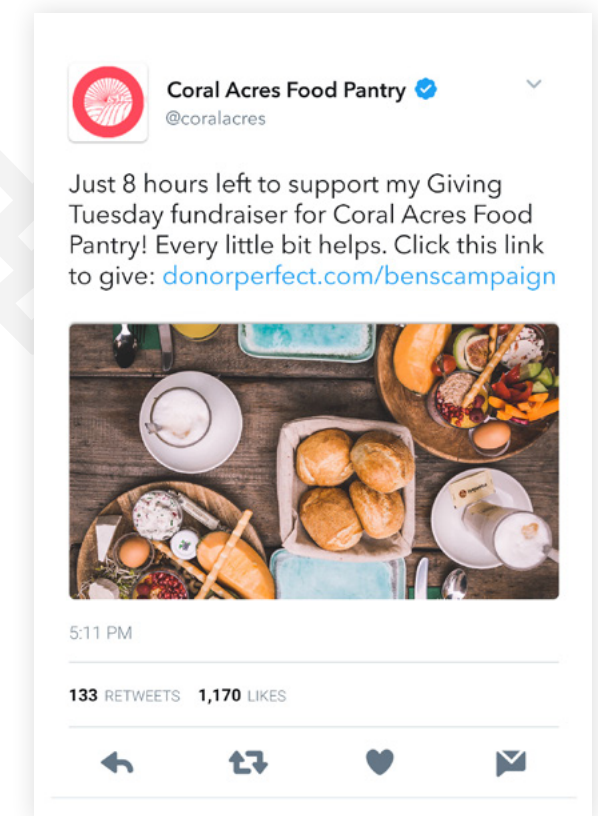 Coral Acres Food Pantry
@coralacres
Just 8 hours left to support my Giving
Tuesday fundraiser for Coral Acres Food
Pantry! Every little bit helps. Click this link
to give: donorperfect.com/benscampaign
5:11 PM
133 RETWEETS 1,170 LIKES